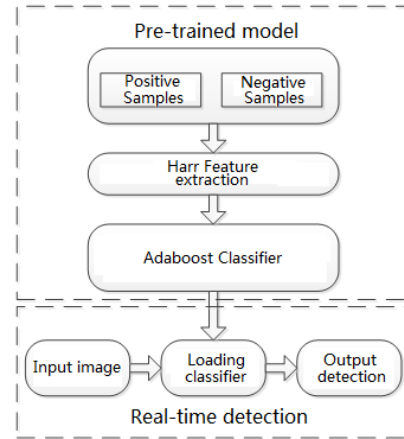 Pre-trained model
Positive
Samples
Negative
Samples
Harr Feature
extraction
Adaboost Classifier
Input image
Loading
classifier
Output
detection
Real-time detection